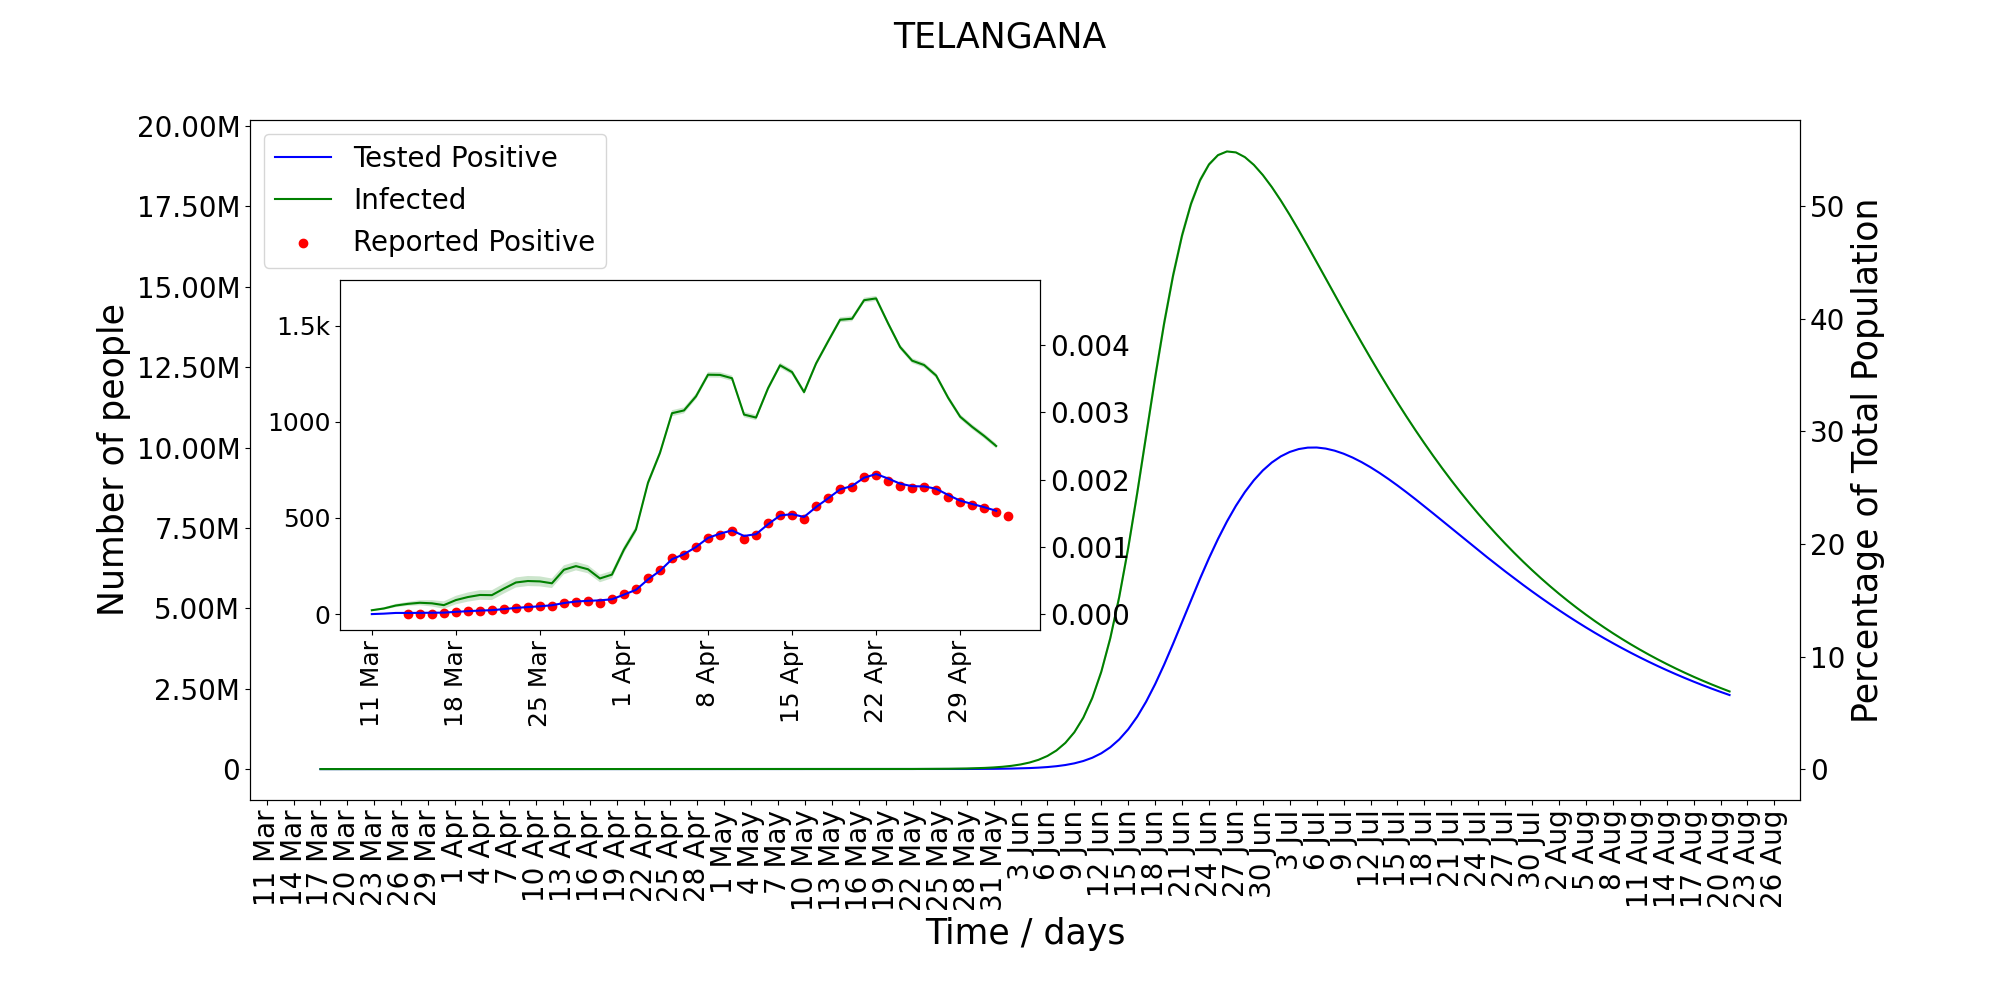 TELANGANA
20.00M
17.50M
15.00M
12.50M
10.00M
7.50M
5.00M
2.50M
0
Number of people
Tested Positive
Infected
Reported Positive
1.5k
1000
500
0
0.004
0.003
0.002
0.001
0.000
11 Mar
18 Mar
25 Mar
1 Apr
8 Apr
15 Apr
22 Apr
29 Apr
50
40
30
20
10
0
Percentage of Total Population
11 Mar
14 Mar
17 Mar
20 Mar
23 Mar
26 Mar
29 Mar
1 Apr
4 Apr
7 Apr
10 Apr
13 Apr
16 Apr
19 Apr
22 Apr
25 Apr
28 Apr
1 May
4 May
7 May
10 May
13 May
16 May
19 May
22 May
25 May
28 May
31 May
3 Jun
6 Jun
9 Jun
12 Jun
15 Jun
18 Jun
21 Jun
24 Jun
27 Jun
30 Jun
3 Jul
6 Jul
9 Jul
12 Jul
15 Jul
18 Jul
21 Jul
24 Jul
27 Jul
30 Jul
2 Aug
5 Aug
8 Aug
11 Aug
14 Aug
17 Aug
20 Aug
23 Aug
26 Aug
Time / days